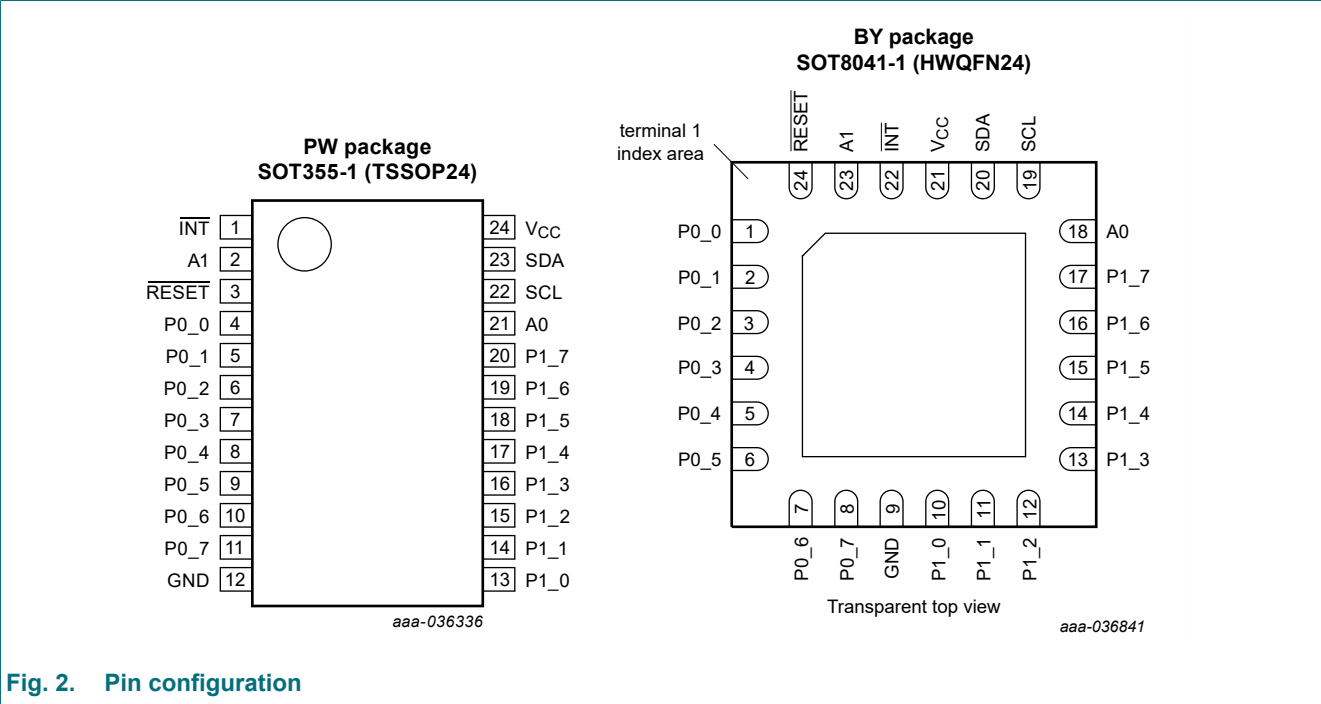 PW package
SOT355-1 (TSSOP24)
INT 1
A1 2
RESET 3
P0_0 4
P0_1 5
P0_2 6
P0_3 7
P0_4 8
P0_5 9
P0_6 10
P0_7 11
GND 12
24 VCC
23 SDA
22 SCL
21 A0
20 P1_7
19 P1_6
18 P1_5
17 P1_4
16 P1_3
15 P1_2
14 P1_1
13 P1_0
aaa-036336
BY package
SOT8041-1 (HWQFN24)
terminal 1
index area
RESET A1 INT VCC SDA SCL
24 23 22 21 20 19
P0_0 1
P0_1 2
P0_2 3
P0_3 4
P0_4 5
P0_5 6
18 A0
17 P1_7
16 P1_6
15 P1_5
14 P1_4
13 P1_3
7 8 9 10 11 12
P0_6 P0_7 GND P1_0 P1_1 P1_2
Transparent top view
aaa-036841
Fig. 2. Pin configuration